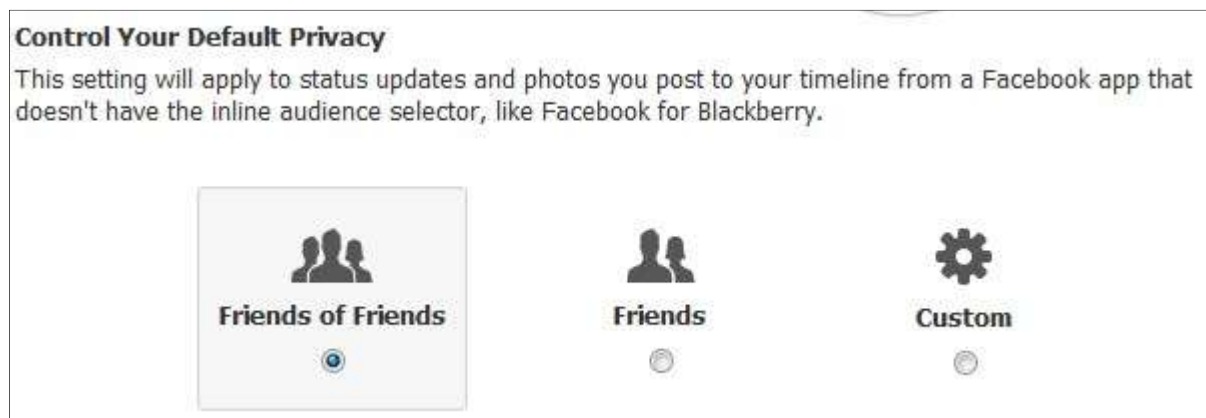 Control Your Default Privacy
This setting will apply to status updates and photos you post to your timeline from a Facebook app that
doesn't have the inline audience selector, like Facebook for Blackberry.
Friends of Friends
Friends
Custom